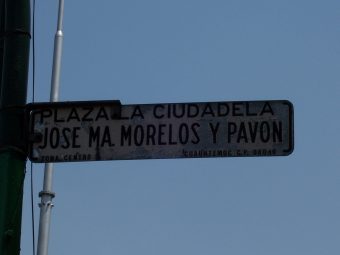 PLAZA LA CIUDADELA
JOSE MA. MORELOS Y PAVON
ZONA CENTRO CUAUHTEMOC C.P. 06040